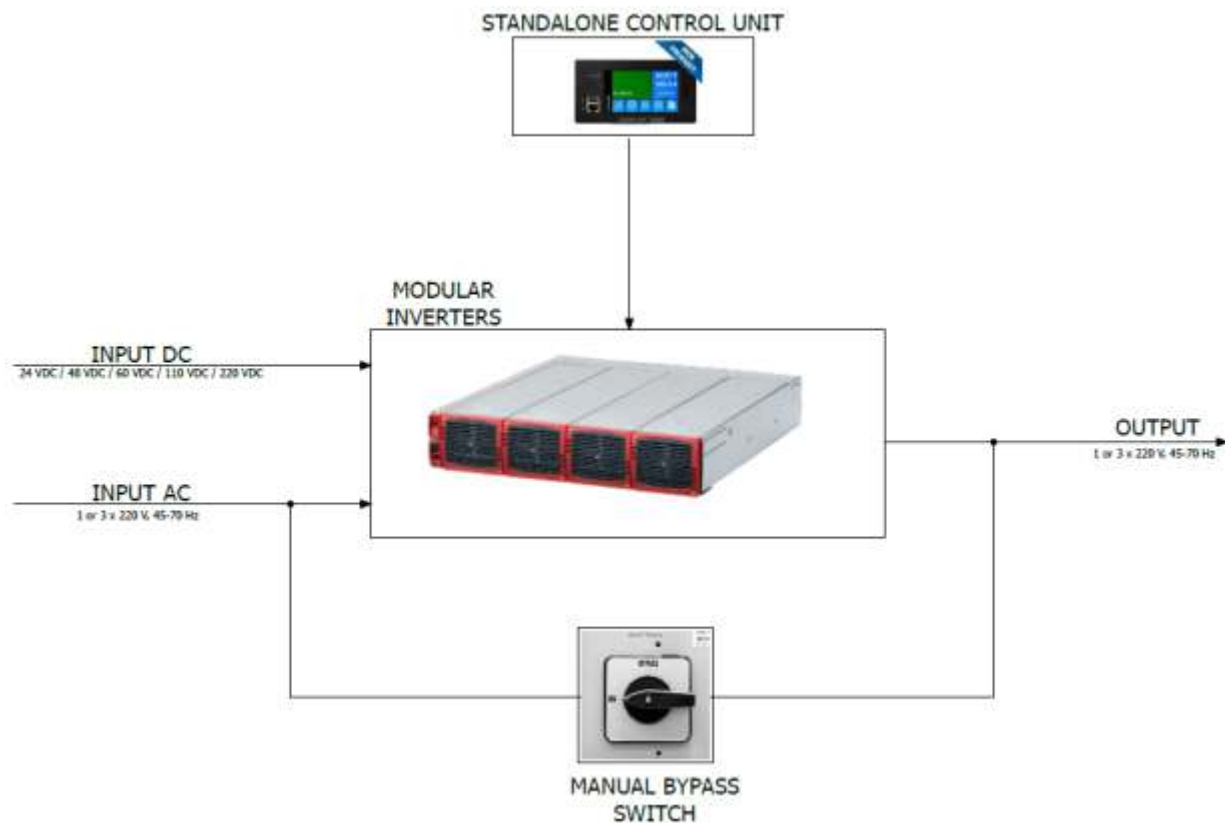 STANDALONE CONTROL UNIT
MODULAR
INVERTERS
INPUT DC
24 VDC / 48 VDC / 60 VDC / 110 VDC / 220 VDC
INPUT AC
1 or 3 x 220 V, 45-70 Hz
OUTPUT
1 or 3 x 220 V, 45-70 Hz
BYPASS
MANUAL BYPASS
SWITCH